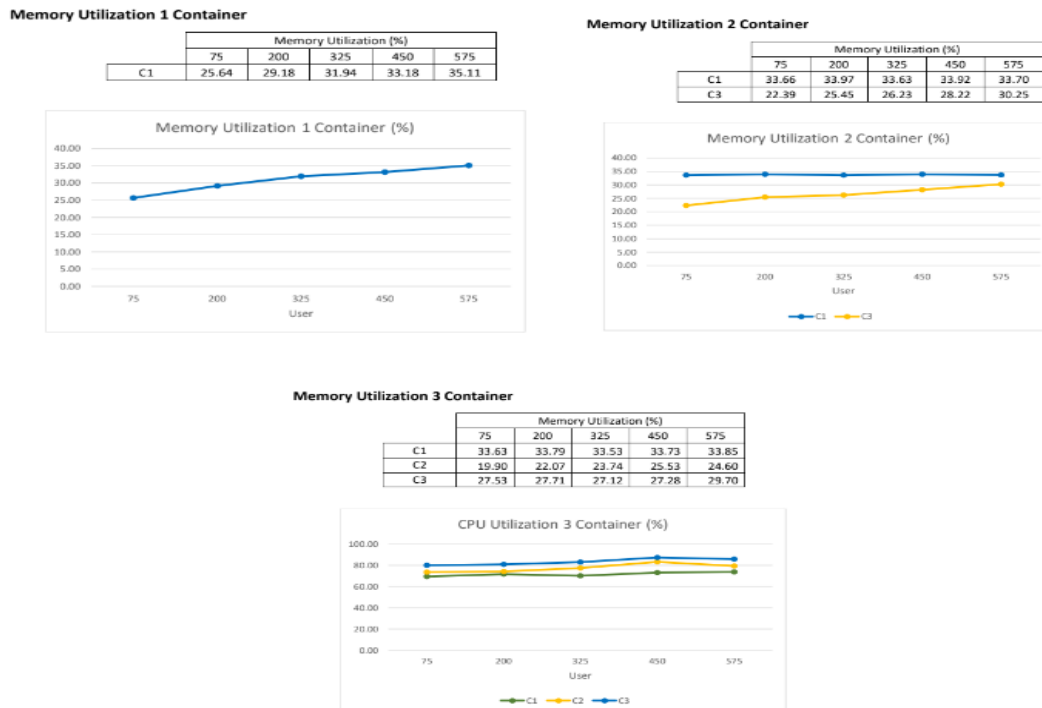 Memory Utilization 1 Container
Memory Utilization (%)
75 200 325 450 575
C1 25.64 29.18 31.94 33.18 35.11
Memory Utilization 1 Container (%)
40.00
35.00
30.00
25.00
20.00
15.00
10.00
5.00
0.00
75 200 325 450 575
User
Memory Utilization 2 Container
Memory Utilization (%)
75 200 325 450 575
C1 33.66 33.97 33.63 33.92 33.70
C3 22.39 25.45 26.23 28.22 30.25
Memory Utilization 2 Container (%)
40.00
35.00
30.00
25.00
20.00
15.00
10.00
5.00
0.00
75 200 325 450 575
User
C1 C3
Memory Utilization 3 Container
Memory Utilization (%)
75 200 325 450 575
C1 33.63 33.79 33.53 33.73 33.85
C2 19.90 22.07 23.74 25.53 24.60
C3 27.53 27.71 27.12 27.28 29.70
CPU Utilization 3 Container (%)
100.00
80.00
60.00
40.00
20.00
0.00
75 200 325 450 575
User
C1 C2 C3